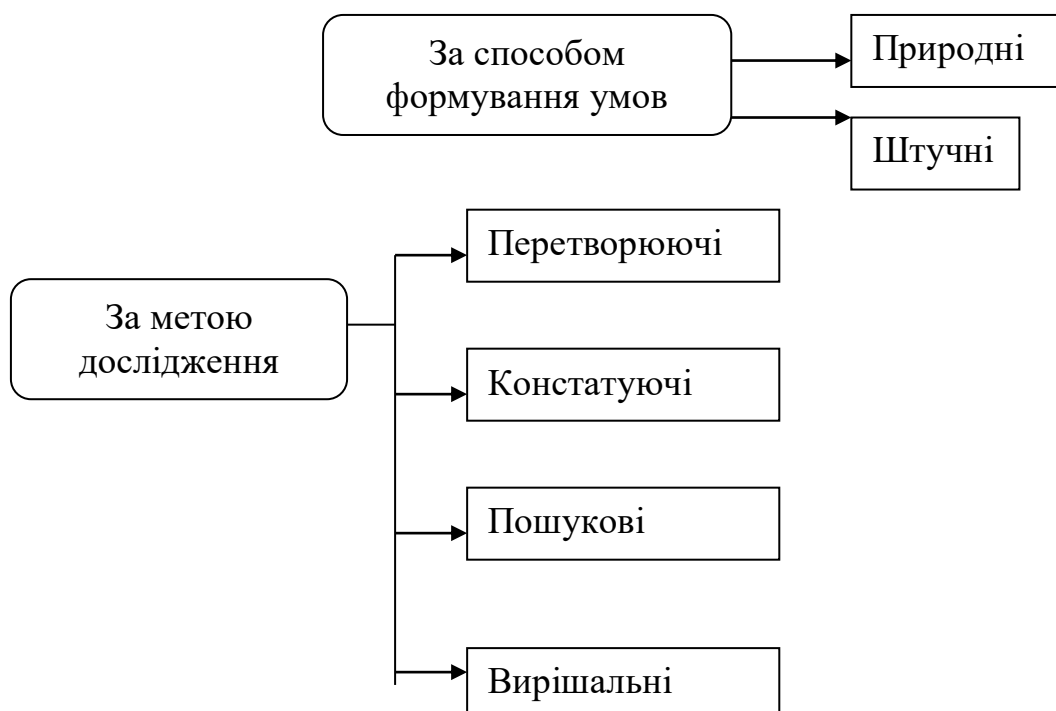 За способом
формування умов
Природні
Штучні
За метою
дослідження
Перетворюючі
Констатуючі
Пошукові
Вирішальні